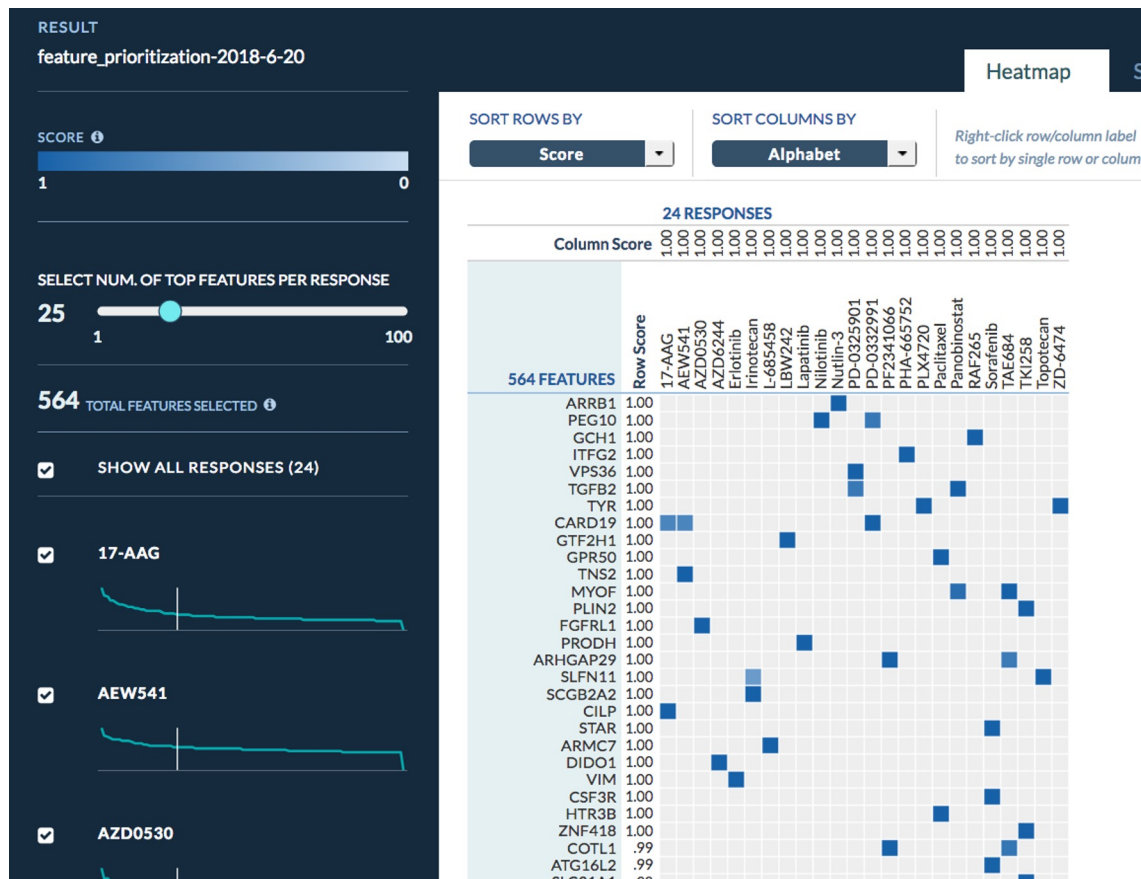 RESULT
feature_prioritization-2018-6-20
SCORE
1 0
SELECT NUM. OF TOP FEATURES PER RESPONSE
25
1 100
564 TOTAL FEATURES SELECTED
SHOW ALL RESPONSES (24)
17-AAG
AEW541
AZD0530
Heatmap
SORT ROWS BY
Score
SORT COLUMNS BY
Alphabet
Right-click row/column label
to sort by single row or colum
24 RESPONSES
Column Score 1.00 1.00 1.00 1.00 1.00 1.00 1.00 1.00 1.00 1.00 1.00 1.00 1.00 1.00 1.00 1.00 1.00 1.00 1.00 1.00 1.00 1.00 1.00 1.00
564 FEATURES
Row Score
17-AAG
AEW541
AZD0530
AZD6244
Erlotinib
Irinotecan
L-685458
LBW242
Lapatinib
Nilotinib
Nutlin-3
PD-0325901
PD-0332991
PF2341066
PHA-665752
PLX4720
Paclitaxel
Panobinostat
RAF265
Sorafenib
TAE684
TKI258
Topotecan
ZD-6474
ARRB1 1.00
PEG10 1.00
GCH1 1.00
ITFG2 1.00
VPS36 1.00
TGFB2 1.00
TYR 1.00
CARD19 1.00
GTF2H1 1.00
GPR50 1.00
TNS2 1.00
MYOF 1.00
PLIN2 1.00
FGFRL1 1.00
PRODH 1.00
ARHGAP29 1.00
SLFN11 1.00
SCGB2A2 1.00
CILP 1.00
STAR 1.00
ARMC7 1.00
DIDO1 1.00
VIM 1.00
CSF3R 1.00
HTR3B 1.00
ZNF418 1.00
COTL1 .99
ATG16L2 .99